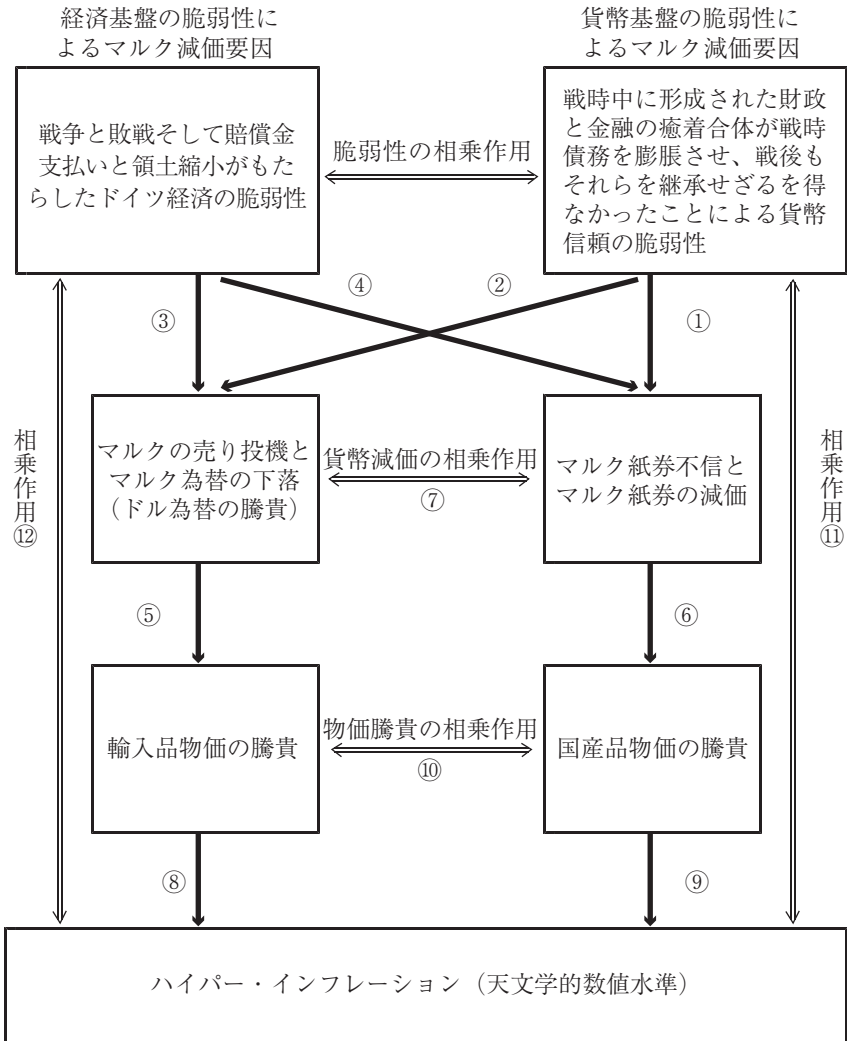 経済基盤の脆弱性に
よるマルク減価要因
貨幣基盤の脆弱性に
よるマルク減価要因
戦争と敗戦そして賠償金
支払いと領土縮小がもた
らしたドイツ経済の脆弱性
脆弱性の相乗作用
戦時中に形成された財政
と金融の癒着合体が戦時
債務を膨脹させ、戦後も
それらを継承せざるを得
なかったことによる貨幣
信頼の脆弱性
③
④
②
①
相乗作用⑫
マルクの売り投機と
マルク為替の下落
（ドル為替の騰貴）
貨幣減価の相乗作用
⑦
マルク紙券不信と
マルク紙券の減価
相乗作用⑪
⑤
⑥
輸入品物価の騰貴
物価騰貴の相乗作用
⑩
国産品物価の騰貴
⑧
⑨
ハイパー・インフレーション（天文学的数値水準）